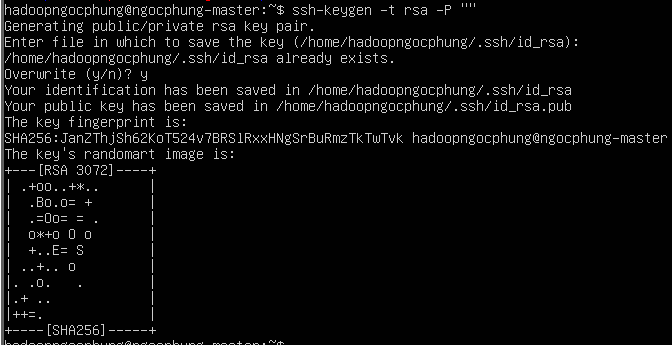 hadoopngocphung@ngocphung-master:~$ ssh-keygen -t rsa -P ""
Generating public/private rsa key pair.
Enter file in which to save the key (/home/hadoopngocphung/.ssh/id_rsa):
/home/hadoopngocphung/.ssh/id_rsa already exists.
Overwrite (y/n)? y
Your identification has been saved in /home/hadoopngocphung/.ssh/id_rsa
Your public key has been saved in /home/hadoopngocphung/.ssh/id_rsa.pub
The key fingerprint is:
SHA256:JanZThjSh62KoT524v7BRSlRxxHNgSrBuRmzTkTwTvk hadoopngocphung@ngocphung-master
The key's randomart image is:
+---[RSA 3072]----+
| .+oo..+*..      |
|  .Bo.o= +       |
|  .=Oo= = .      |
|  o*+o O o       |
|  +..E= S        |
| ..+.. o         |
|. .o.   .        |
|.+ ..            |
|++=.             |
+----[SHA256]-----+
hadoopngocphung@ngocphung-master:~$